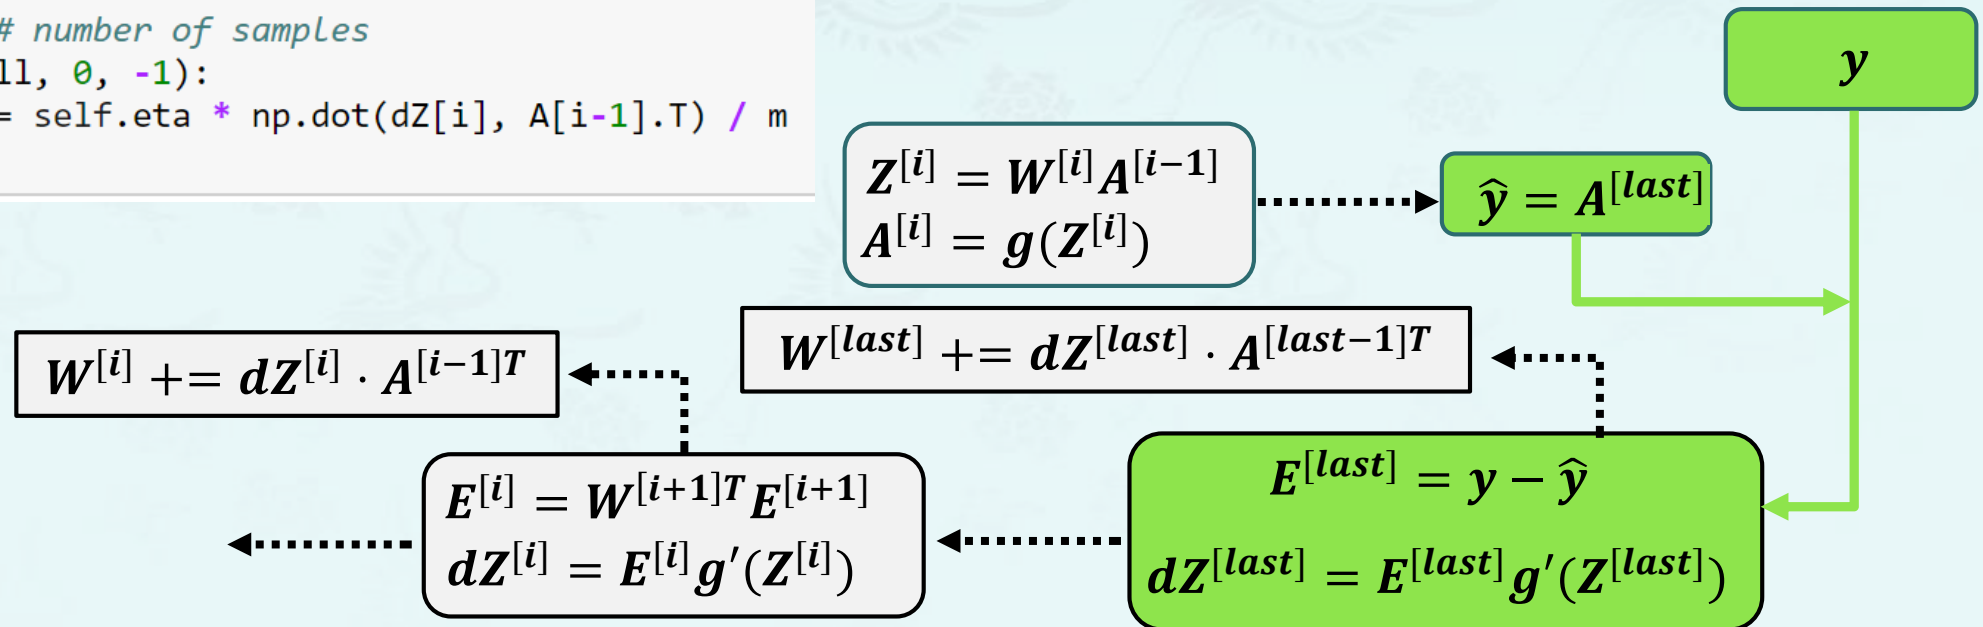 # number of samples
ll, 0, -1):
= self.eta * np.dot(dZ[i], A[i-1].T) / m
y
Z^[i] = W^[i] A^[i−1]
A^[i] = g(Z^[i])
ŷ = A^[last]
W^[last] += dZ^[last] · A^[last−1]T
W^[i] += dZ^[i] · A^[i−1]T
E^[i] = W^[i+1]T E^[i+1]
dZ^[i] = E^[i] g′(Z^[i])
E^[last] = y − ŷ
dZ^[last] = E^[last] g′(Z^[last])